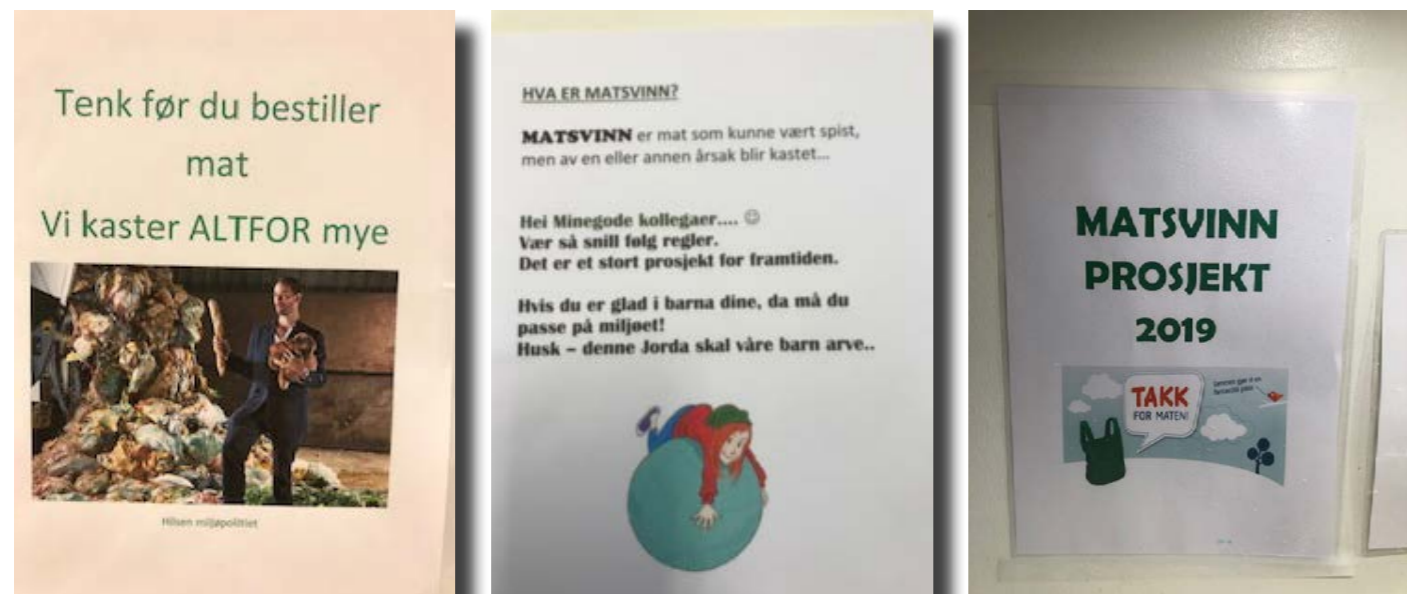 Tenk før du bestiller
mat
Vi kaster ALTFOR mye
Hilsen miljøpolitiet
HVA ER MATSVINN?
MATSVINN er mat som kunne vært spist,
men av en eller annen årsak blir kastet...
Hei Minegode kollegaer.... ☺
Vær så snill følg regler.
Det er et stort prosjekt for framtiden.
Hvis du er glad i barna dine, da må du
passe på miljøet!
Husk – denne Jorda skal våre barn arve..
MATSVINN
PROSJEKT
2019
TAKK
FOR MATEN!